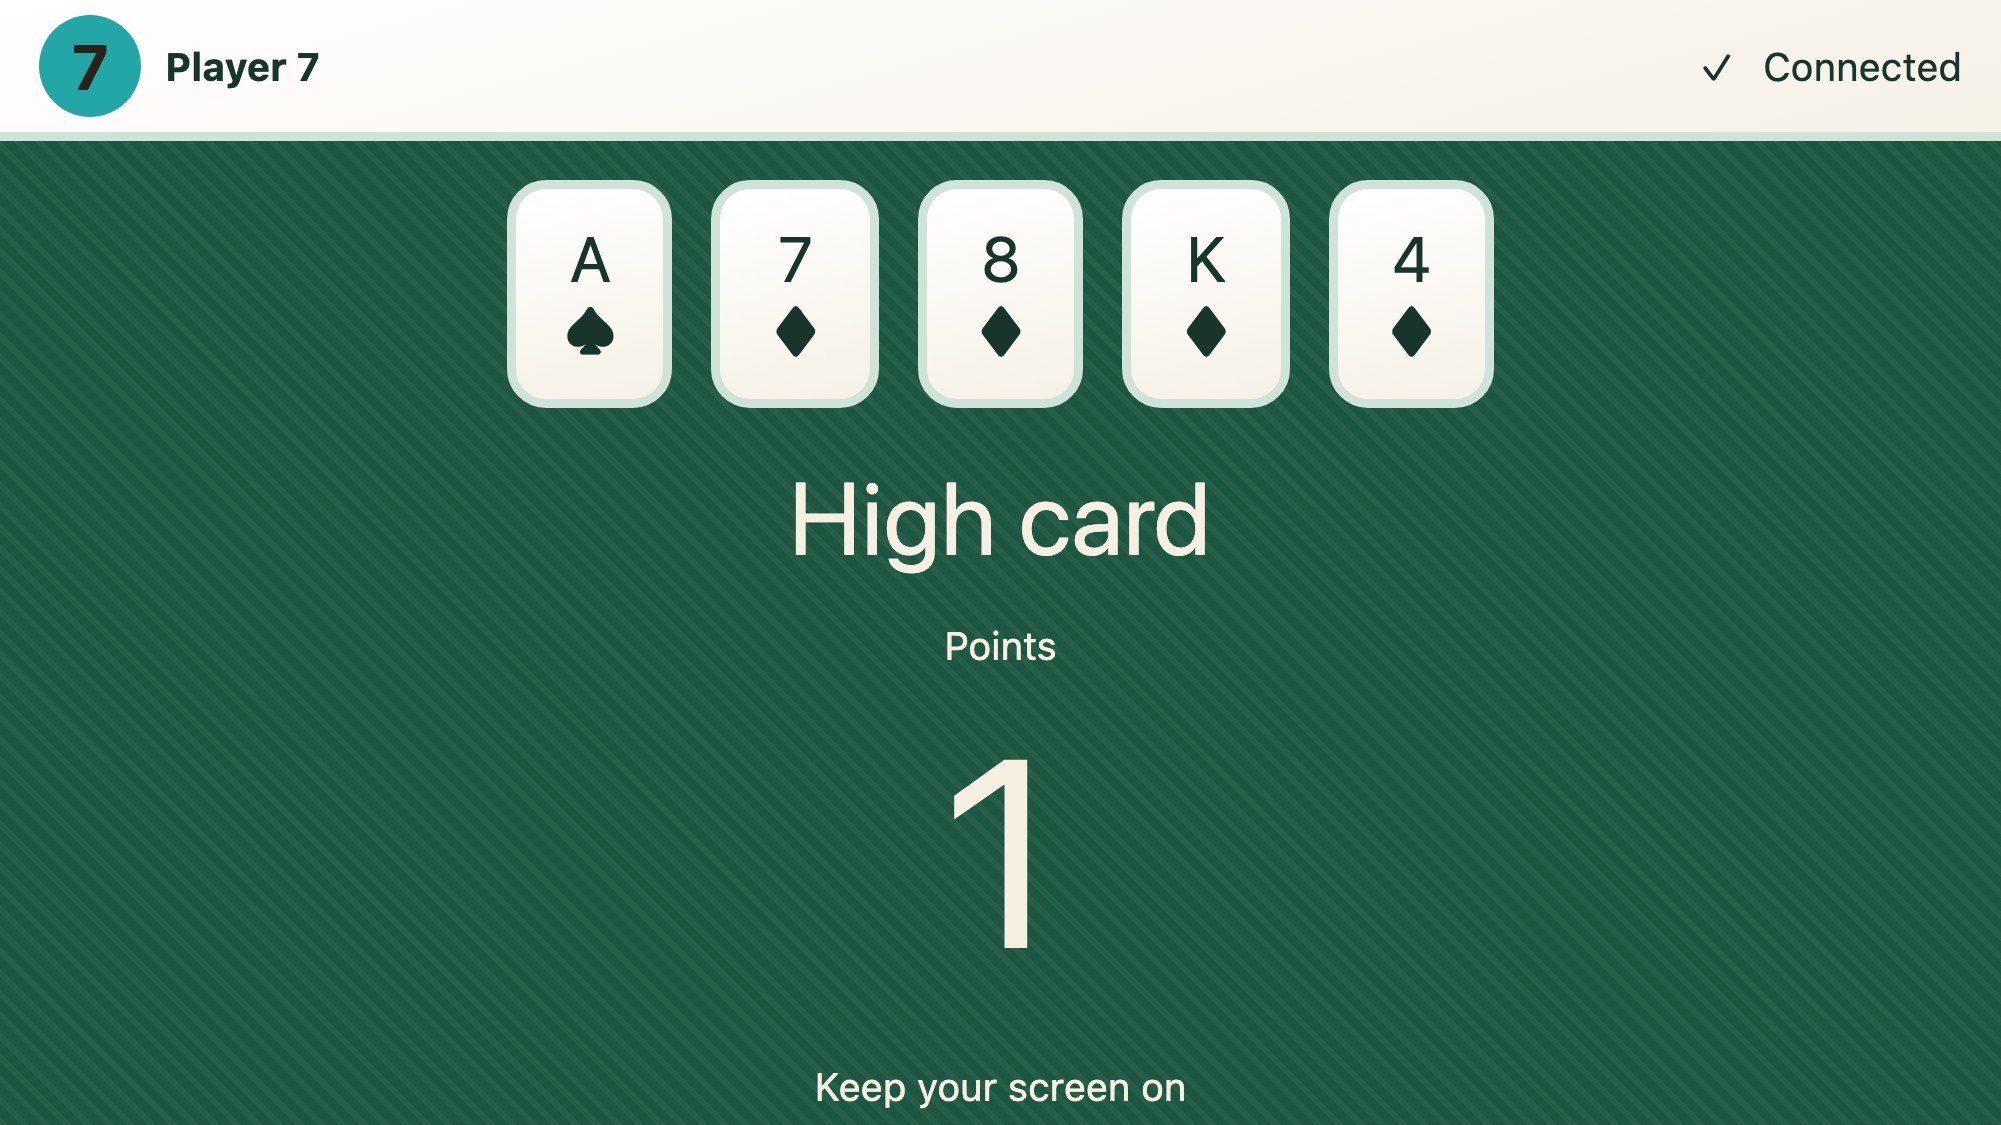 7 Player 7 ✓ Connected
A 7 8 K 4
♠ ♦ ♦ ♦ ♦
High card
Points
1
Keep your screen on